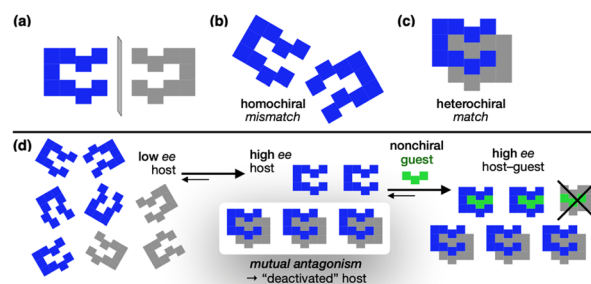 (a)
(b)
(c)
homochiral
mismatch
heterochiral
match
(d)
low ee
host
high ee
host
nonchiral
guest
high ee
host–guest
mutual antagonism
→ "deactivated" host